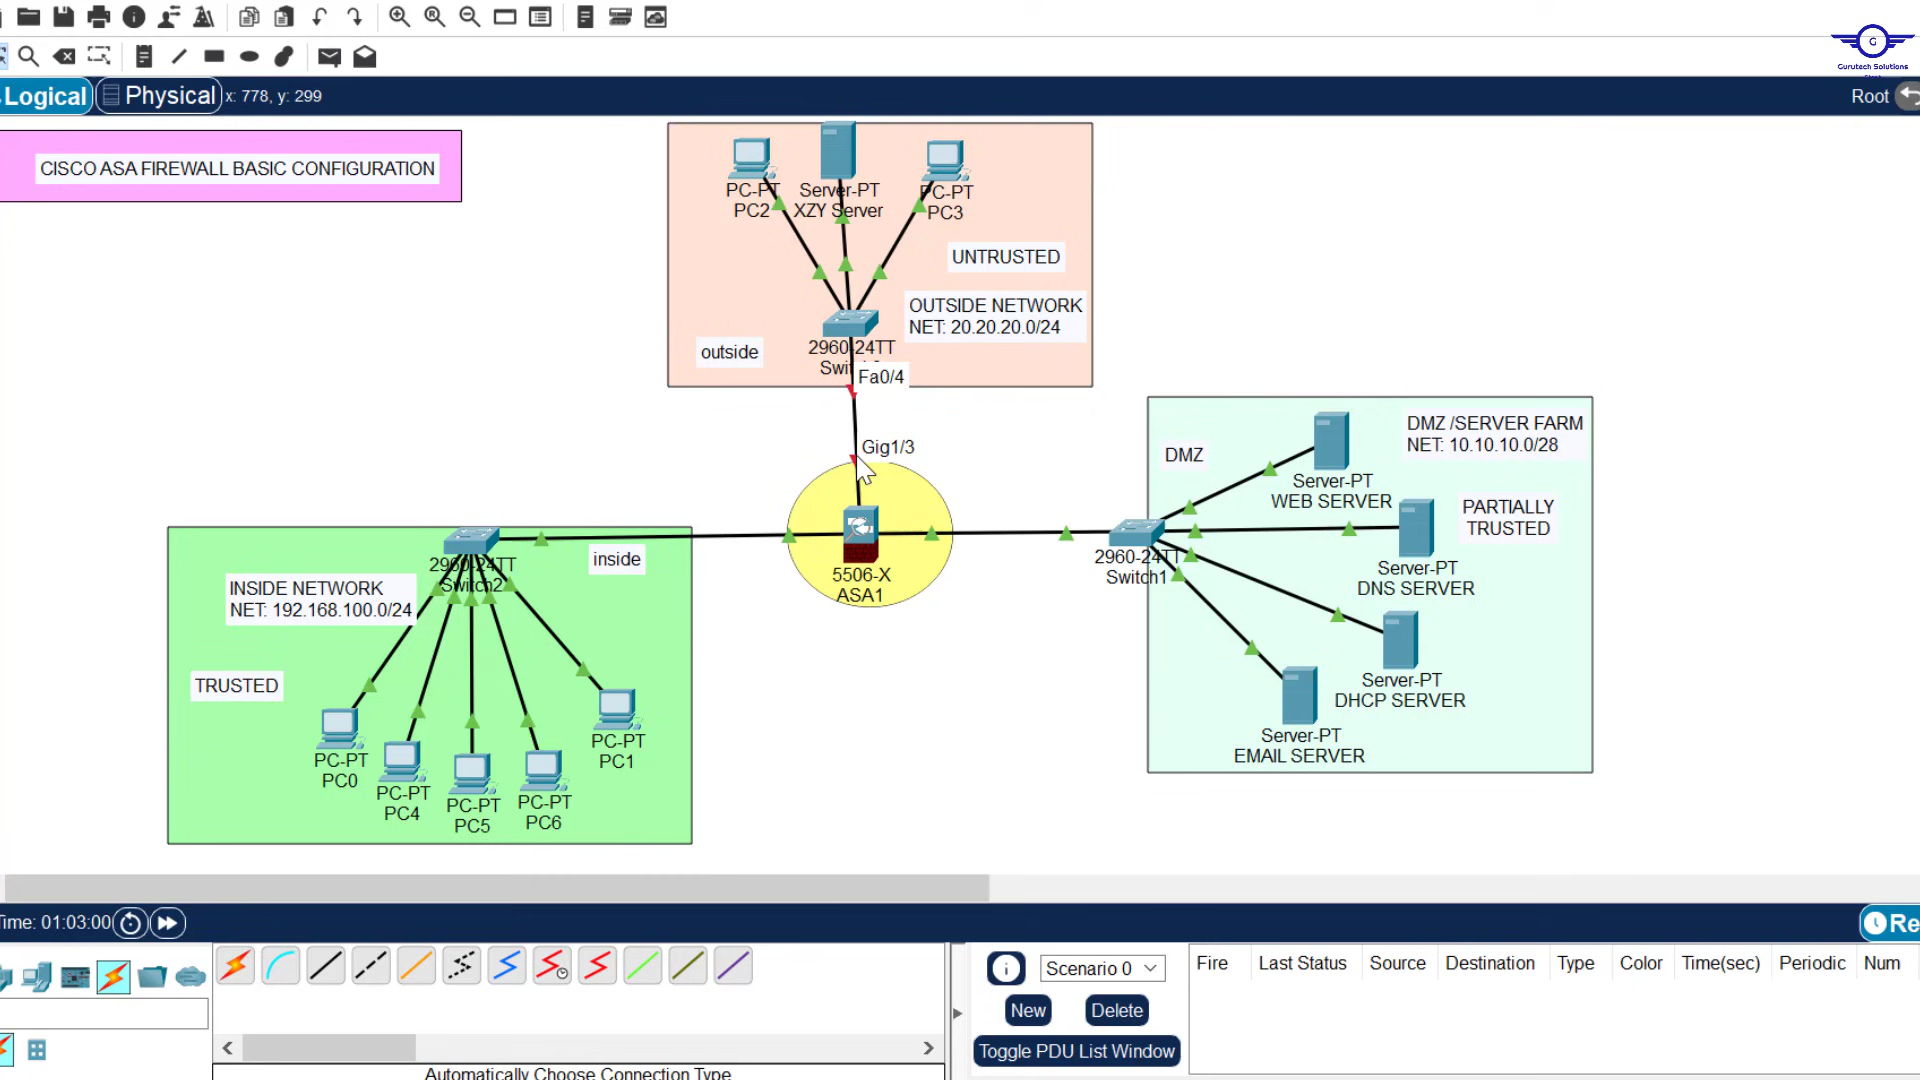 G
Gurutech Solutions
Logical
Physical
x: 778, y: 299
Root
CISCO ASA FIREWALL BASIC CONFIGURATION
PC-PT
PC2
Server-PT
XZY Server
PC-PT
PC3
UNTRUSTED
OUTSIDE NETWORK
NET: 20.20.20.0/24
outside
2960-24TT
Fa0/4
Gig1/3
5506-X
ASA1
INSIDE NETWORK
NET: 192.168.100.0/24
2960-24TT
Switch2
inside
TRUSTED
PC-PT
PC0
PC-PT
PC4
PC-PT
PC5
PC-PT
PC6
PC-PT
PC1
DMZ
DMZ /SERVER FARM
NET: 10.10.10.0/28
Server-PT
WEB SERVER
PARTIALLY
TRUSTED
2960-24TT
Switch1
Server-PT
DNS SERVER
Server-PT
DHCP SERVER
Server-PT
EMAIL SERVER
Time: 01:03:00
Re
Scenario 0
New
Delete
Toggle PDU List Window
Fire Last Status Source Destination Type Color Time(sec) Periodic Num
Automatically Choose Connection Type